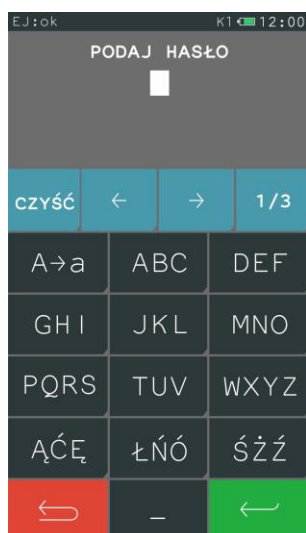 EJ:ok K1 12:00
PODAJ HASŁO
CZYŚĆ ← → 1/3
A→a ABC DEF
GHI JKL MNO
PQRS TUV WXYZ
ĄĆĘ ŁŃÓ ŚŻŹ
_